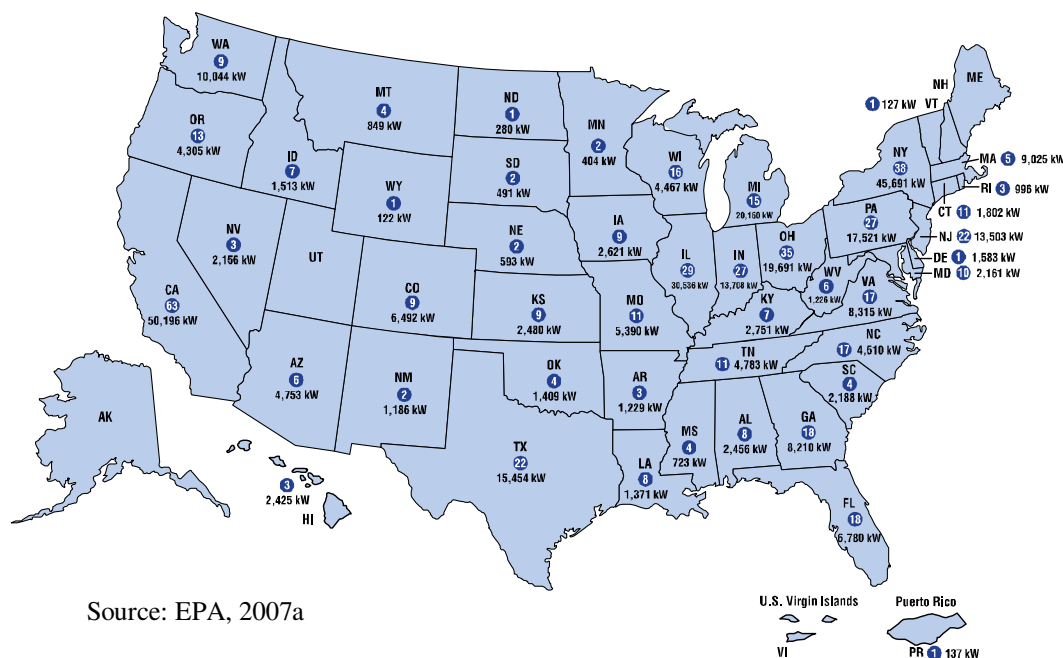 WA
9
10,044 kW
OR
13
4,305 kW
ID
7
1,513 kW
MT
4
849 kW
ND
1
280 kW
SD
2
491 kW
WY
1
122 kW
NE
2
593 kW
MN
2
404 kW
WI
16
4,467 kW
MI
15
20,160 kW
IA
9
2,621 kW
NV
3
2,156 kW
UT
CO
9
6,492 kW
KS
9
2,480 kW
MO
11
5,390 kW
IL
29
30,536 kW
IN
27
13,708 kW
OH
35
19,691 kW
KY
7
2,751 kW
WV
6
1,226 kW
VA
17
8,315 kW
PA
27
17,521 kW
NY
38
45,691 kW
1 127 kW
VT
NH
ME
MA 5 9,025 kW
RI 3 996 kW
CT 11 1,802 kW
NJ 22 13,503 kW
DE 1 1,583 kW
MD 10 2,161 kW
CA
63
50,196 kW
AZ
6
4,753 kW
NM
2
1,186 kW
OK
4
1,409 kW
AR
3
1,229 kW
TN
11 4,783 kW
NC
17 4,510 kW
SC
4
2,188 kW
MS
4
723 kW
AL
8
2,456 kW
GA
18
8,210 kW
TX
22
15,454 kW
LA
8
1,371 kW
FL
18
AK
3
2,425 kW
HI
Source: EPA, 2007a
U.S. Virgin Islands
VI
Puerto Rico
PR 1 137 kW